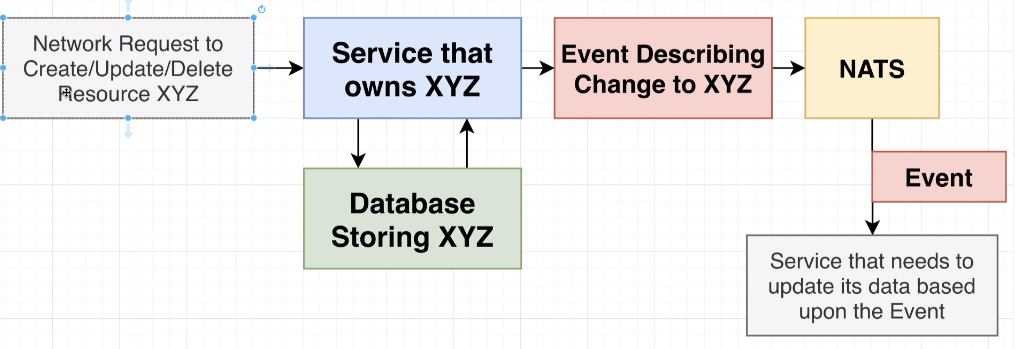 Network Request to
Create/Update/Delete
Resource XYZ
Service that
owns XYZ
Event Describing
Change to XYZ
NATS
Database
Storing XYZ
Event
Service that needs to
update its data based
upon the Event